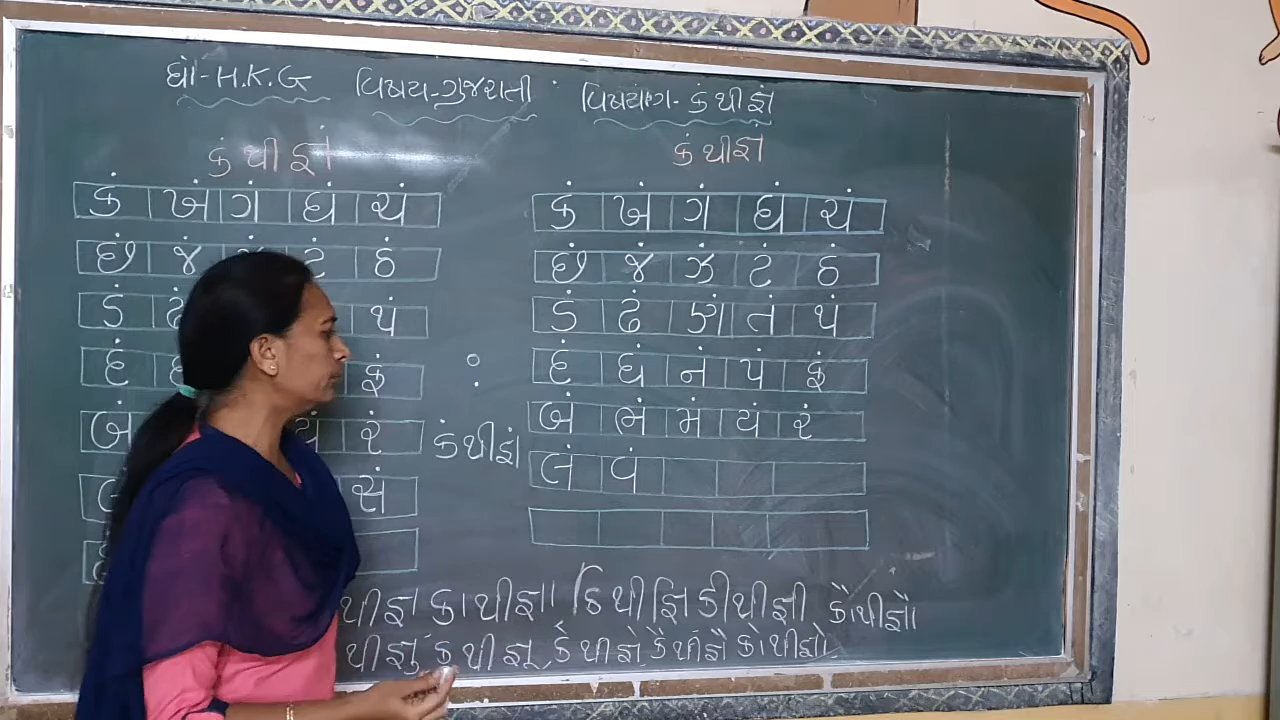 ધો-H.K.G વિષય-ગુજરાતી વિષયાંગ-કંથીજ્ઞં
કંથીજ્ઞં કંથીજ્ઞં
કં ખં ગં ઘં ચં કં ખં ગં ઘં ચં
છં જં ટં ઠં છં જં ઝં ટં ઠં
ડં ઢં થં ડં ઢં ણં તં થં
દં ફં : દં ધં નં પં ફં
બં યં રં કંથીજ્ઞં બં ભં મં યં રં
સં લં વં
થીજ્ઞ કાથીજ્ઞા કિથીજ્ઞિ કીથીજ્ઞી કૌથીજ્ઞૌ
થીજ્ઞુ કૂથીજ્ઞૂ કેથીજ્ઞે કૈથીજ્ઞૈ કોથીજ્ઞો